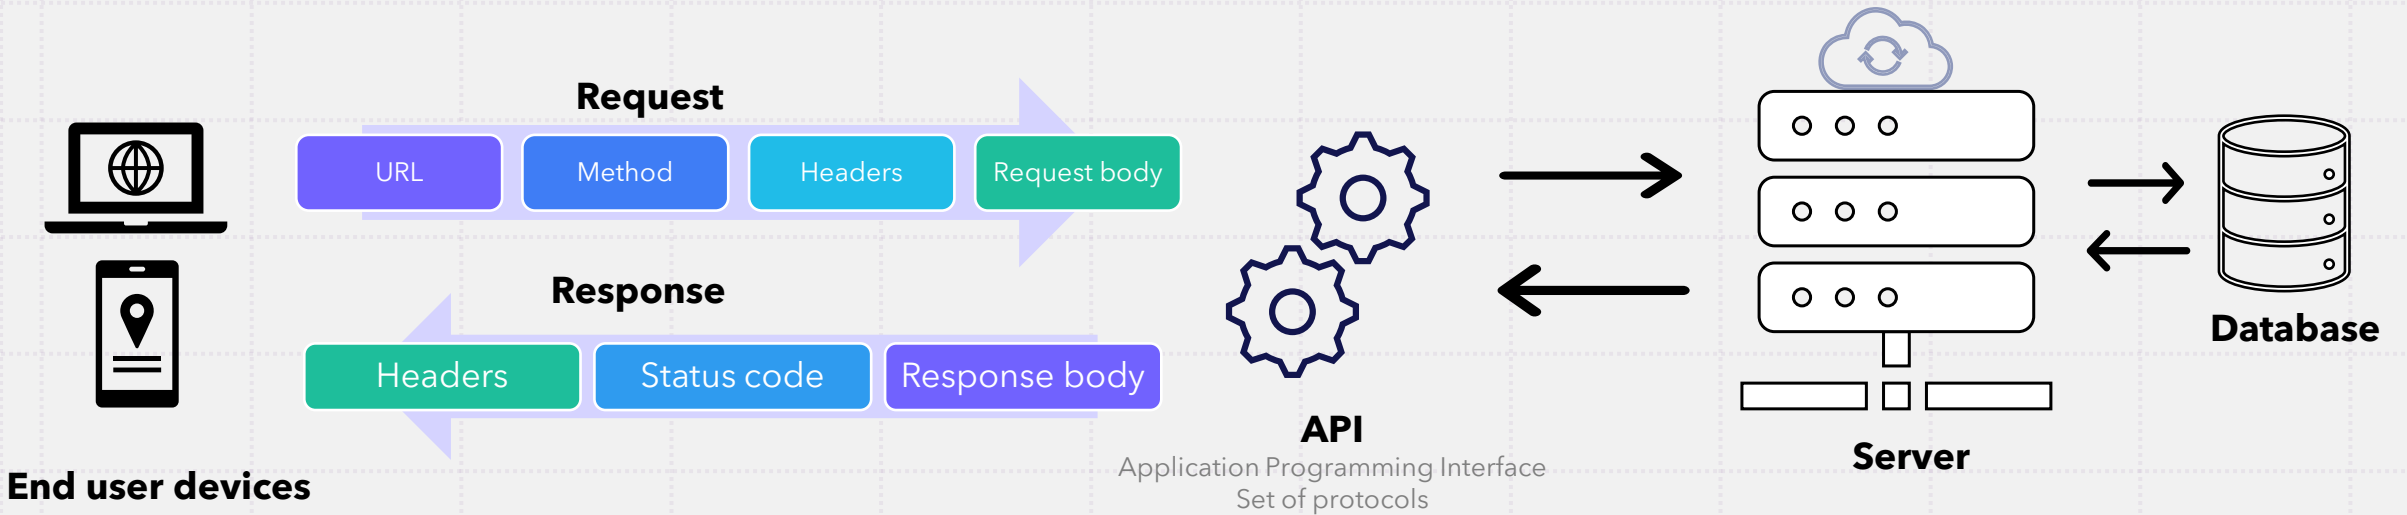 Request
URL
Method
Headers
Request body
Response
Headers
Status code
Response body
End user devices
API
Application Programming Interface
Set of protocols
Server
Database